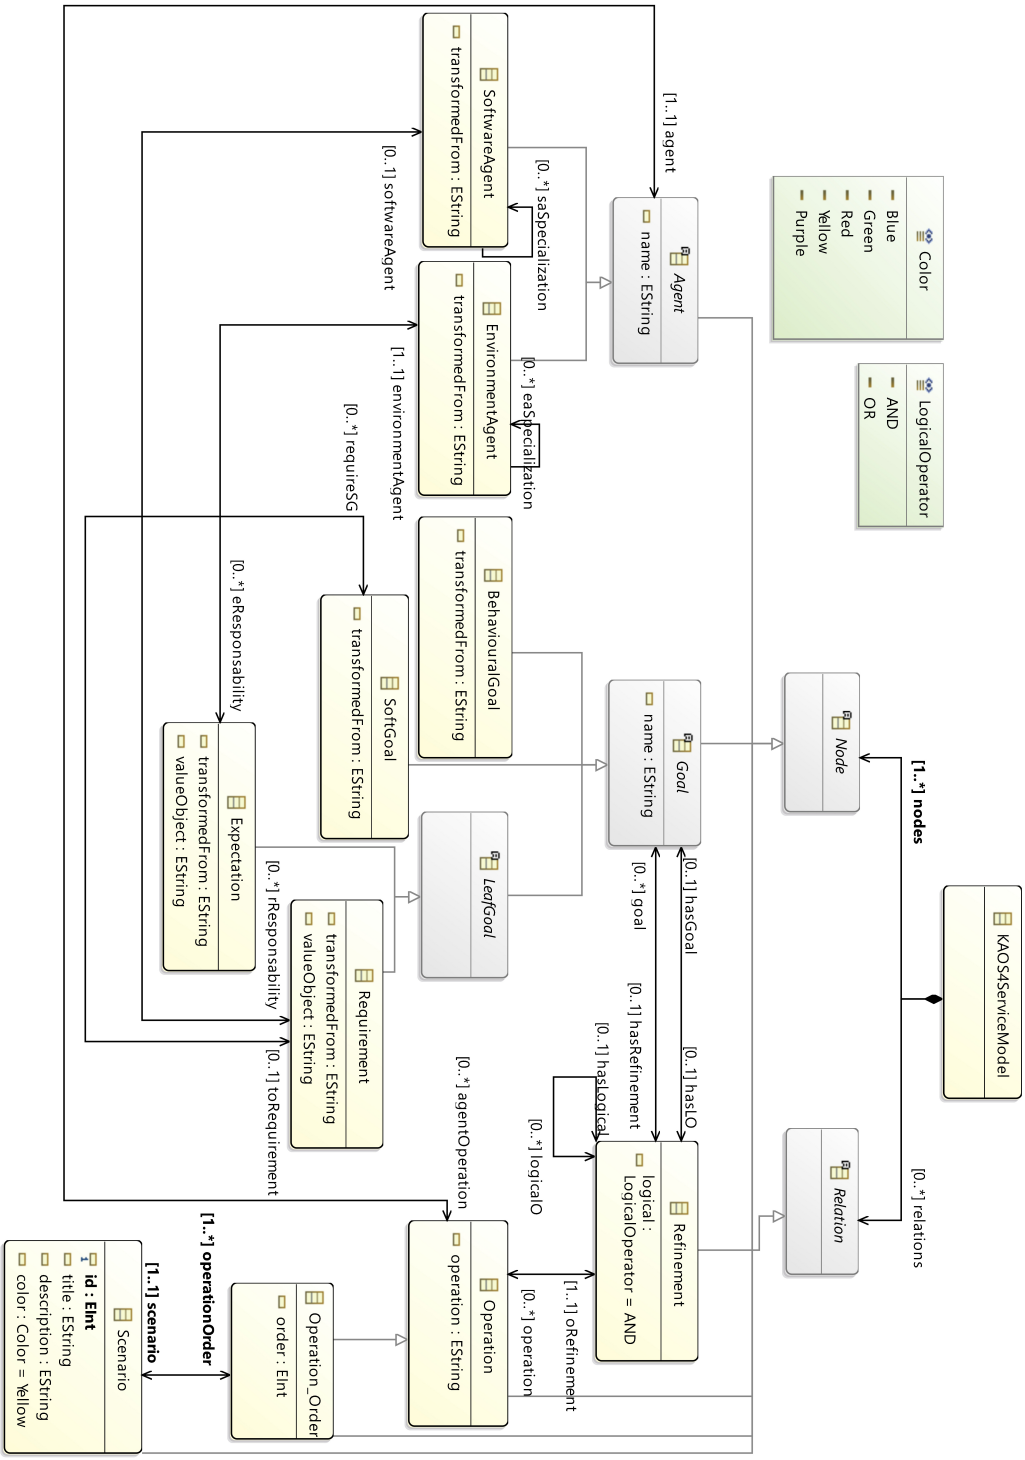 KAOS4ServiceModel
[1..*] nodes
[0..*] relations
Color
Blue
Green
Red
Yellow
Purple
LogicalOperator
AND
OR
Node
Relation
[1..1] agent
Agent
name : EString
Goal
name : EString
[0..1] hasGoal
[0..1] hasLO
[0..*] goal
[0..1] hasRefinement
Refinement
logical :
LogicalOperator = AND
[0..1] hasLogical
[0..*] logicalO
[1..1] oRefinement
[0..*] operation
[0..*] saSpecialization
[0..*] eaSpecialization
SoftwareAgent
transformedFrom : EString
EnvironmentAgent
transformedFrom : EString
BehaviouralGoal
transformedFrom : EString
LeafGoal
[0..*] agentOperation
Operation
operation : EString
[0..1] softwareAgent
[1..1] environmentAgent
[0..*] requireSG
SoftGoal
transformedFrom : EString
Requirement
transformedFrom : EString
valueObject : EString
[0..*] rResponsability
[0..1] toRequirement
Operation_Order
order : EInt
[0..*] eResponsability
Expectation
transformedFrom : EString
valueObject : EString
[1..*] operationOrder
[1..1] scenario
Scenario
id : EInt
title : EString
description : EString
color : Color = Yellow